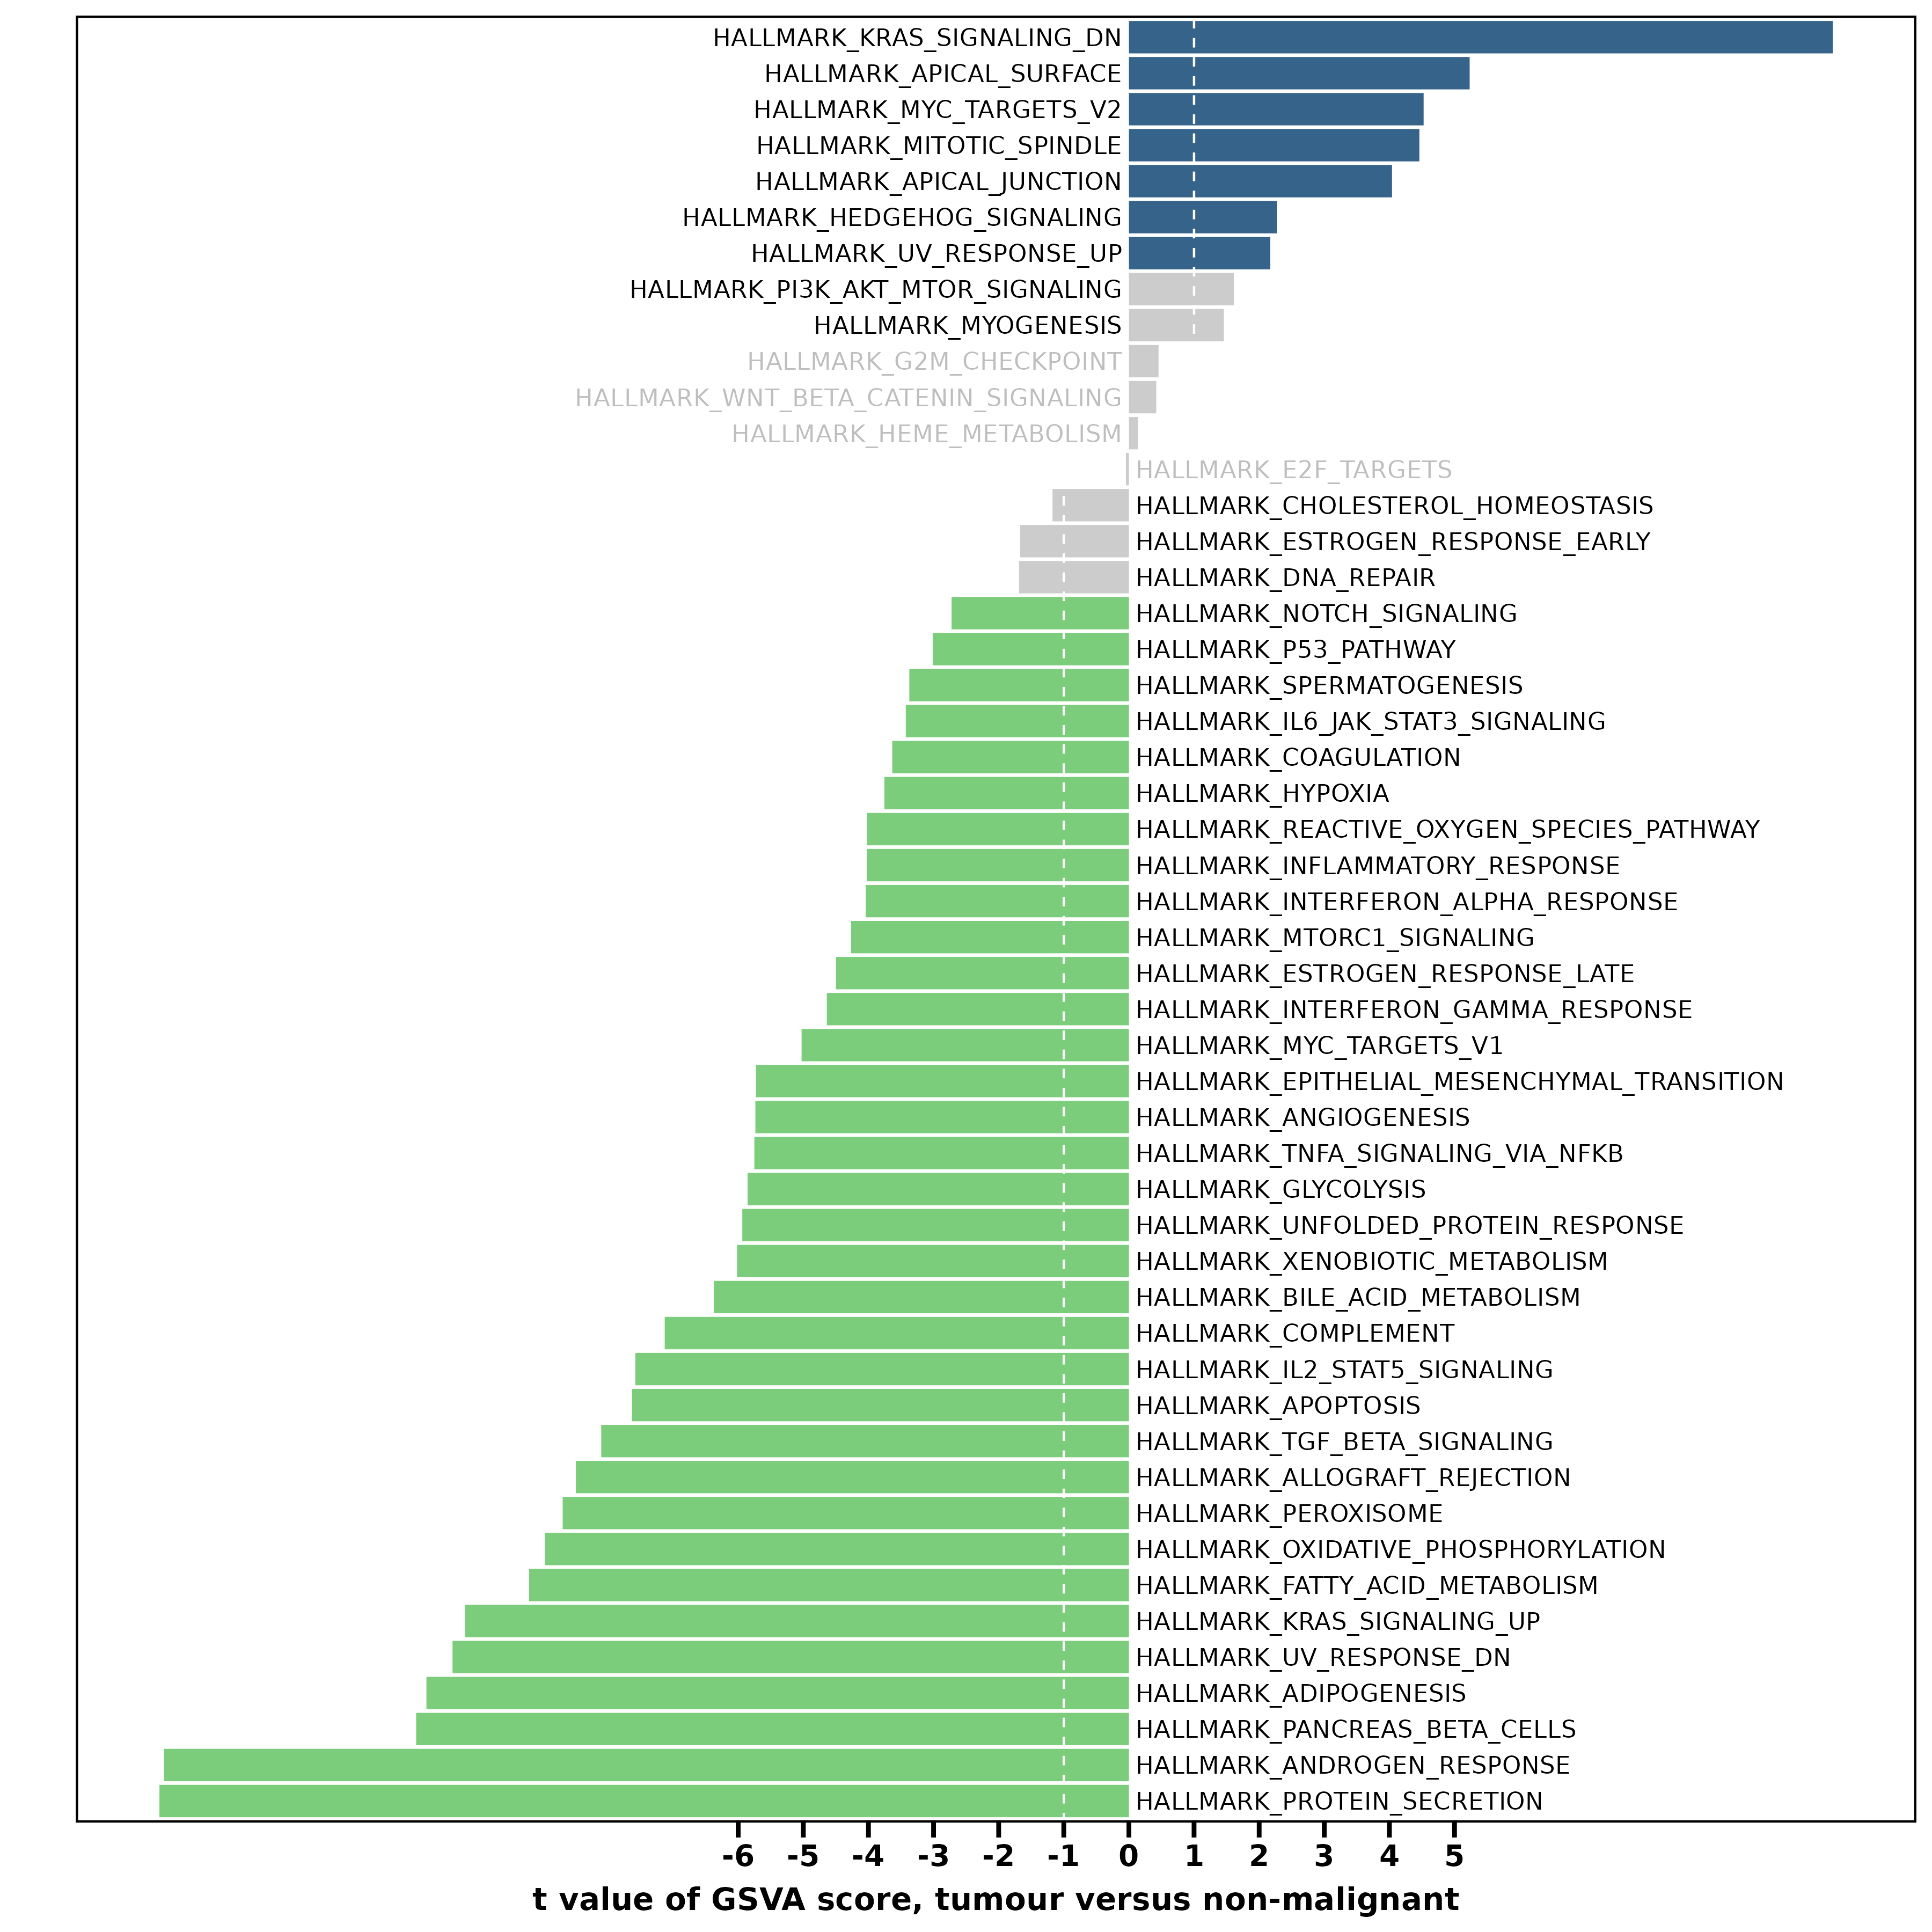 HALLMARK_KRAS_SIGNALING_DN
HALLMARK_APICAL_SURFACE
HALLMARK_MYC_TARGETS_V2
HALLMARK_MITOTIC_SPINDLE
HALLMARK_APICAL_JUNCTION
HALLMARK_HEDGEHOG_SIGNALING
HALLMARK_UV_RESPONSE_UP
HALLMARK_PI3K_AKT_MTOR_SIGNALING
HALLMARK_MYOGENESIS
HALLMARK_G2M_CHECKPOINT
HALLMARK_WNT_BETA_CATENIN_SIGNALING
HALLMARK_HEME_METABOLISM
HALLMARK_E2F_TARGETS
HALLMARK_CHOLESTEROL_HOMEOSTASIS
HALLMARK_ESTROGEN_RESPONSE_EARLY
HALLMARK_DNA_REPAIR
HALLMARK_NOTCH_SIGNALING
HALLMARK_P53_PATHWAY
HALLMARK_SPERMATOGENESIS
HALLMARK_IL6_JAK_STAT3_SIGNALING
HALLMARK_COAGULATION
HALLMARK_HYPOXIA
HALLMARK_REACTIVE_OXYGEN_SPECIES_PATHWAY
HALLMARK_INFLAMMATORY_RESPONSE
HALLMARK_INTERFERON_ALPHA_RESPONSE
HALLMARK_MTORC1_SIGNALING
HALLMARK_ESTROGEN_RESPONSE_LATE
HALLMARK_INTERFERON_GAMMA_RESPONSE
HALLMARK_MYC_TARGETS_V1
HALLMARK_EPITHELIAL_MESENCHYMAL_TRANSITION
HALLMARK_ANGIOGENESIS
HALLMARK_TNFA_SIGNALING_VIA_NFKB
HALLMARK_GLYCOLYSIS
HALLMARK_UNFOLDED_PROTEIN_RESPONSE
HALLMARK_XENOBIOTIC_METABOLISM
HALLMARK_BILE_ACID_METABOLISM
HALLMARK_COMPLEMENT
HALLMARK_IL2_STAT5_SIGNALING
HALLMARK_APOPTOSIS
HALLMARK_TGF_BETA_SIGNALING
HALLMARK_ALLOGRAFT_REJECTION
HALLMARK_PEROXISOME
HALLMARK_OXIDATIVE_PHOSPHORYLATION
HALLMARK_FATTY_ACID_METABOLISM
HALLMARK_KRAS_SIGNALING_UP
HALLMARK_UV_RESPONSE_DN
HALLMARK_ADIPOGENESIS
HALLMARK_PANCREAS_BETA_CELLS
HALLMARK_ANDROGEN_RESPONSE
HALLMARK_PROTEIN_SECRETION
-6 -5 -4 -3 -2 -1 0 1 2 3 4 5
t value of GSVA score, tumour versus non-malignant